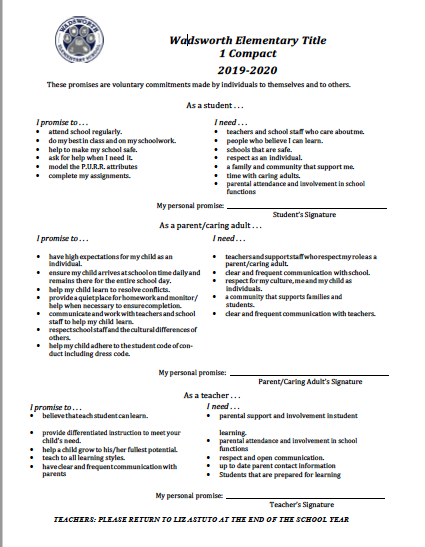 WADSWORTH
ELEMENTARY SCHOOL
Wadsworth Elementary Title
1 Compact
2019-2020
These promises are voluntary commitments made by individuals to themselves and to others.
As a student . . .
I promise to . . .
• attend school regularly.
• do my best in class and on my schoolwork.
• help to make my school safe.
• ask for help when I need it.
• model the P.U.R.R. attributes
• complete my assignments.
I need . . .
• teachers and school staff who care about me.
• people who believe I can learn.
• schools that are safe.
• respect as an individual.
• a family and community that support me.
• time with caring adults.
• parental attendance and involvement in school
functions
My personal promise:
Student's Signature
As a parent/caring adult . . .
I promise to . . .
• have high expectations for my child as an
individual.
• ensure my child arrives at school on time daily and
remains there for the entire school day.
• help my child learn to resolve conflicts.
• provide a quiet place for homework and monitor/
help when necessary to ensure completion.
• communicate and work with teachers and school
staff to help my child learn.
• respect school staff and the cultural differences of
others.
• help my child adhere to the student code of con-
duct including dress code.
I need . . .
• teachers and support staff who respect my role as a
parent/caring adult.
• clear and frequent communication with school.
• respect for my culture, me and my child as
individuals.
• a community that supports families and
students.
• clear and frequent communication with teachers.
My personal promise:
Parent/Caring Adult's Signature
As a teacher . . .
I promise to . . .
• believe that each student can learn.
• provide differentiated instruction to meet your
child's need.
• help a child grow to his/her fullest potential.
• teach to all learning styles.
• have clear and frequent communication with
parents
I need . . .
• parental support and involvement in student
learning.
• parental attendance and involvement in school
functions
• respect and open communication.
• up to date parent contact information
• Students that are prepared for learning
My personal promise:
Teacher's Signature
TEACHERS: PLEASE RETURN TO LIZ ASTUTO AT THE END OF THE SCHOOL YEAR